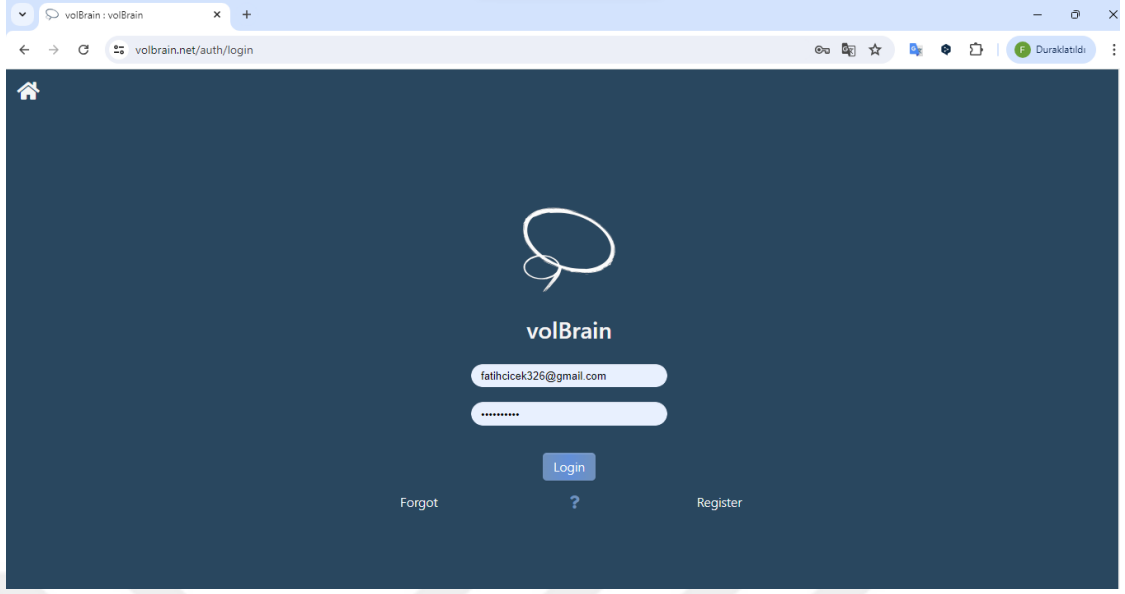 volBrain : volBrain
volbrain.net/auth/login
F Duraklatıldı
volBrain
fatihcicek326@gmail.com
••••••••••
Login
Forgot ? Register